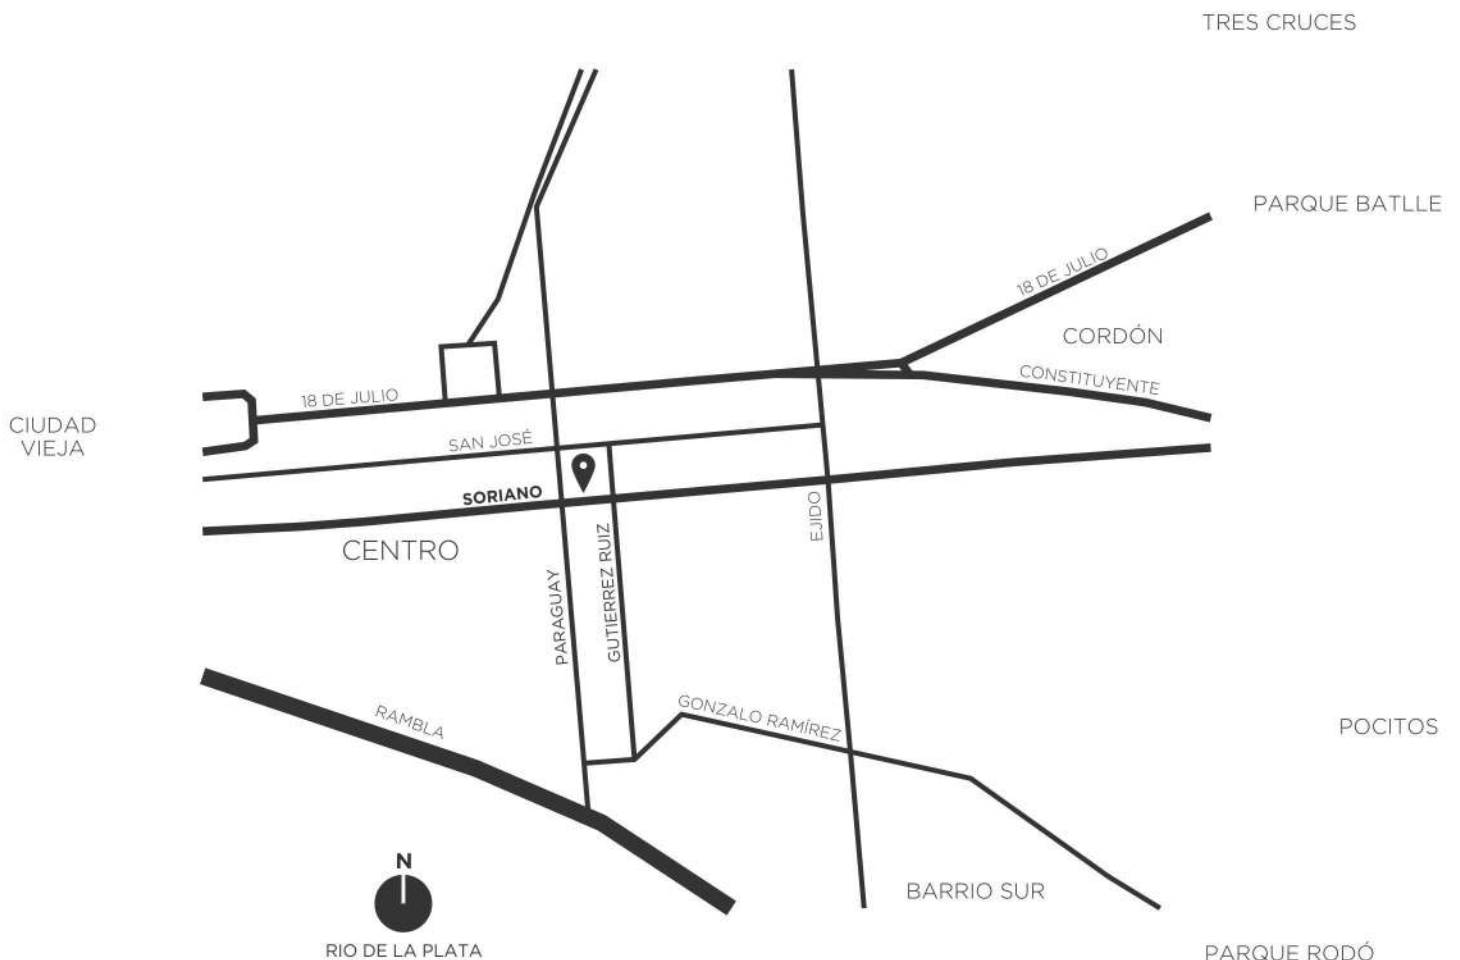 TRES CRUCES
PARQUE BATLLE
18 DE JULIO
CORDÓN
CONSTITUYENTE
18 DE JULIO
CIUDAD
VIEJA
SAN JOSÉ
SORIANO
EJIDO
CENTRO
GUTIERREZ RUIZ
PARAGUAY
GONZALO RAMÍREZ
RAMBLA
POCITOS
N
BARRIO SUR
RIO DE LA PLATA
PARQUE RODÓ